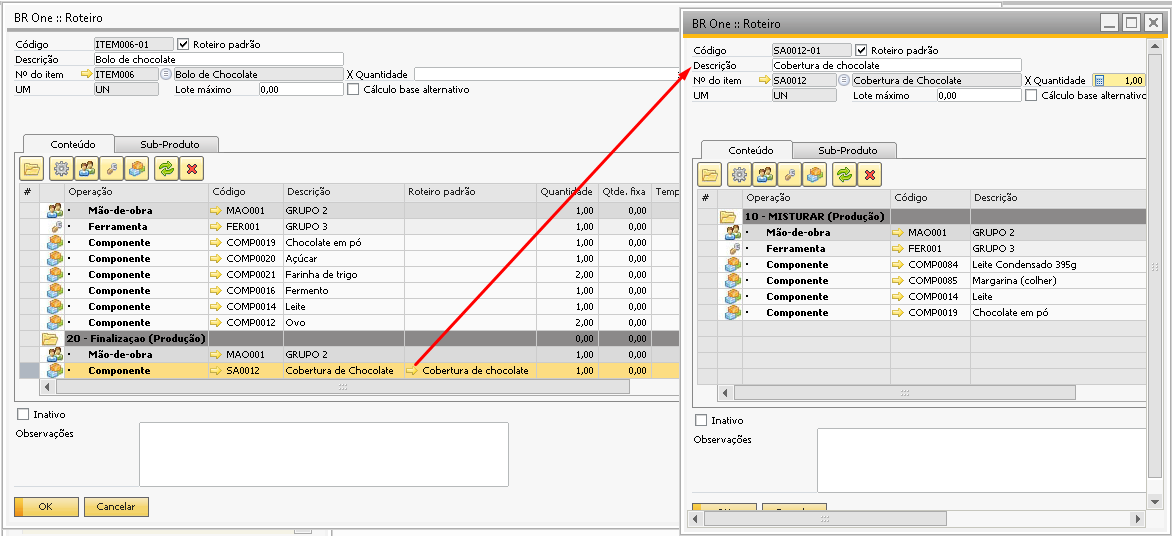 BR One :: Roteiro
Código ITEM006-01 Roteiro padrão
Descrição Bolo de chocolate
Nº do item ITEM006 Bolo de Chocolate X Quantidade
UM UN Lote máximo 0,00 Cálculo base alternativo
Conteúdo Sub-Produto
# Operação Código Descrição Roteiro padrão Quantidade Qtde. fixa Temp
Mão-de-obra MAO001 GRUPO 2 1,00 0,00
Ferramenta FER001 GRUPO 3 1,00 0,00
Componente COMP0019 Chocolate em pó 1,00 0,00
Componente COMP0020 Açúcar 1,00 0,00
Componente COMP0021 Farinha de trigo 2,00 0,00
Componente COMP0016 Fermento 1,00 0,00
Componente COMP0014 Leite 1,00 0,00
Componente COMP0012 Ovo 2,00 0,00
20 - Finalizaçao (Produção) 0,00 0,00
Mão-de-obra MAO001 GRUPO 2 1,00 0,00
Componente SA0012 Cobertura de Chocolate Cobertura de chocolate 1,00 0,00
Inativo
Observações
OK Cancelar
BR One :: Roteiro
Código SA0012-01 Roteiro padrão
Descrição Cobertura de chocolate
Nº do item SA0012 Cobertura de Chocolate X Quantidade 1,00
UM UN Lote máximo 0,00 Cálculo base alternativo
Conteúdo Sub-Produto
# Operação Código Descrição
10 - MISTURAR (Produção)
Mão-de-obra MAO001 GRUPO 2
Ferramenta FER001 GRUPO 3
Componente COMP0084 Leite Condensado 395g
Componente COMP0085 Margarina (colher)
Componente COMP0014 Leite
Componente COMP0019 Chocolate em pó
Inativo
Observações